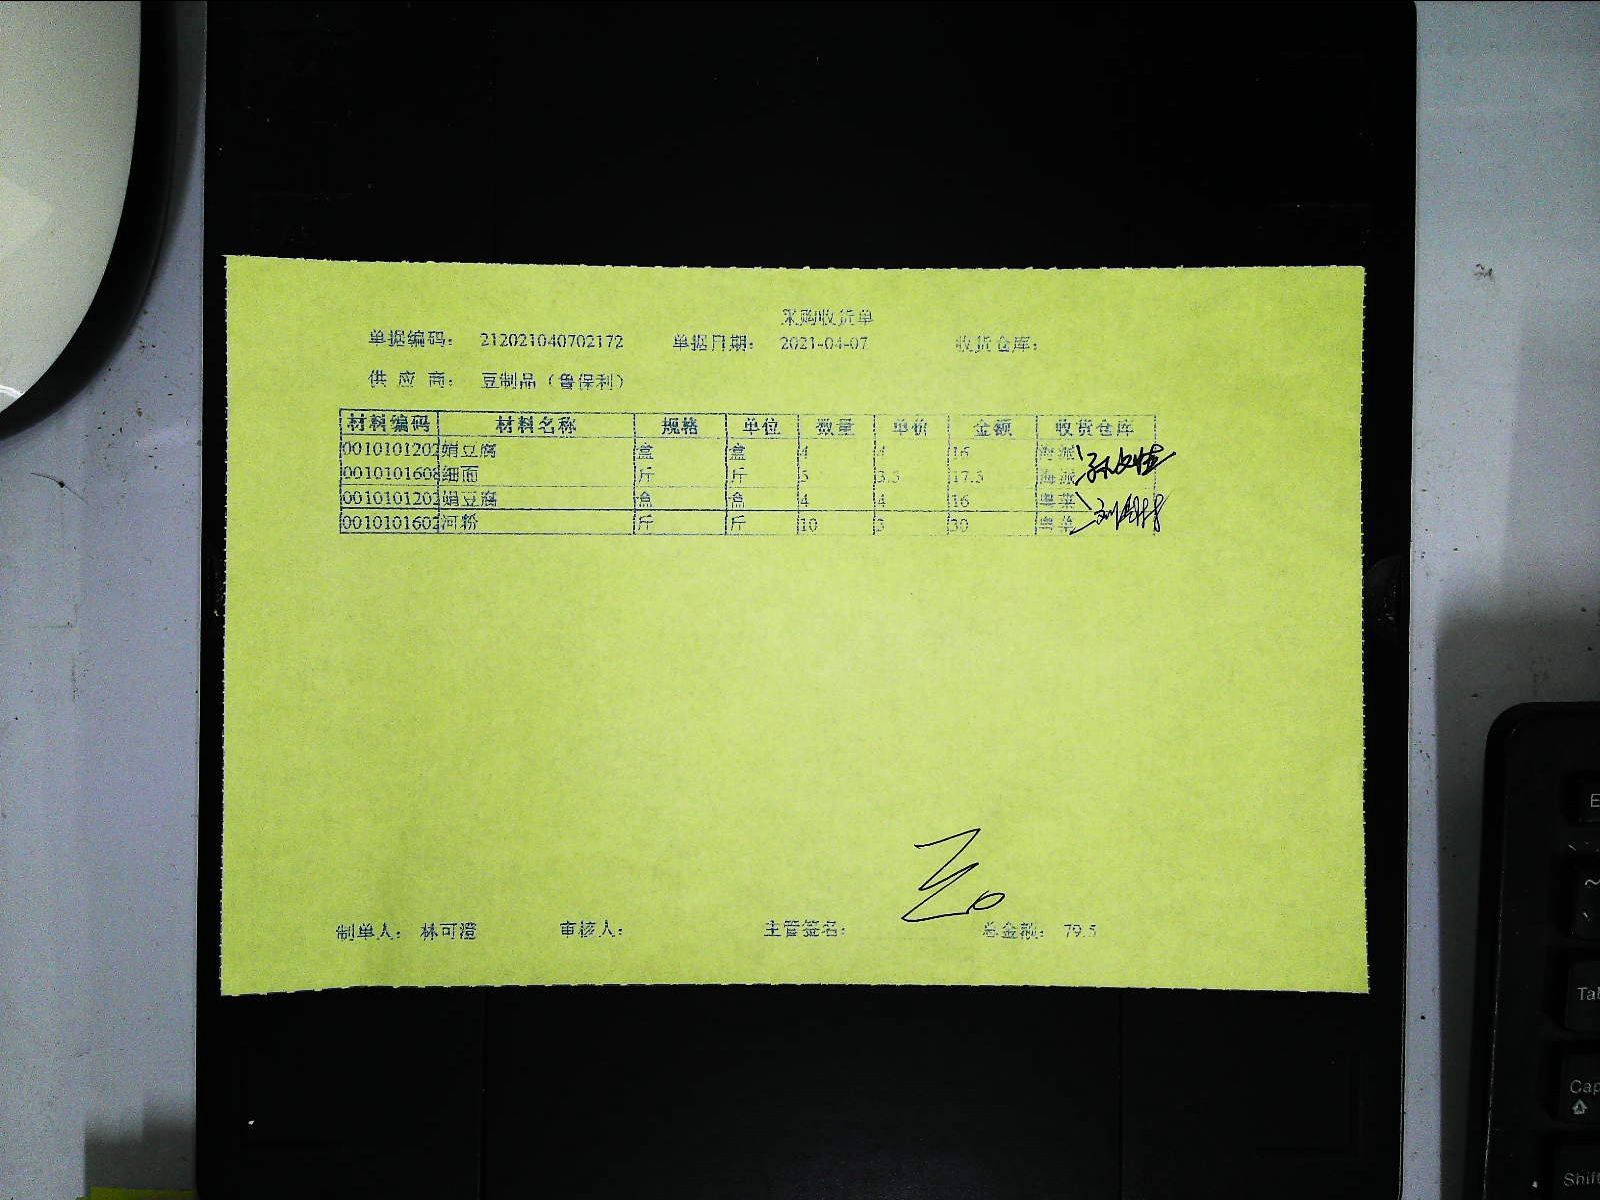 采购收货单
单据编码： 212021040702172 单据日期： 2021-04-07 收货仓库：
供 应 商： 豆制品（鲁保利）
材料编码 材料名称 规格 单位 数量 单价 金额 收货仓库
0010101202 娟豆腐 盒 盒 4 4 16 海派
0010101608 细面 斤 斤 5 3.5 17.5 海派
0010101202 娟豆腐 盒 盒 4 4 16 粤菜
0010101602 河粉 斤 斤 10 3 30 粤菜
制单人： 林可澄 审核人： 主管签名： 总金额： 79.5
Shift